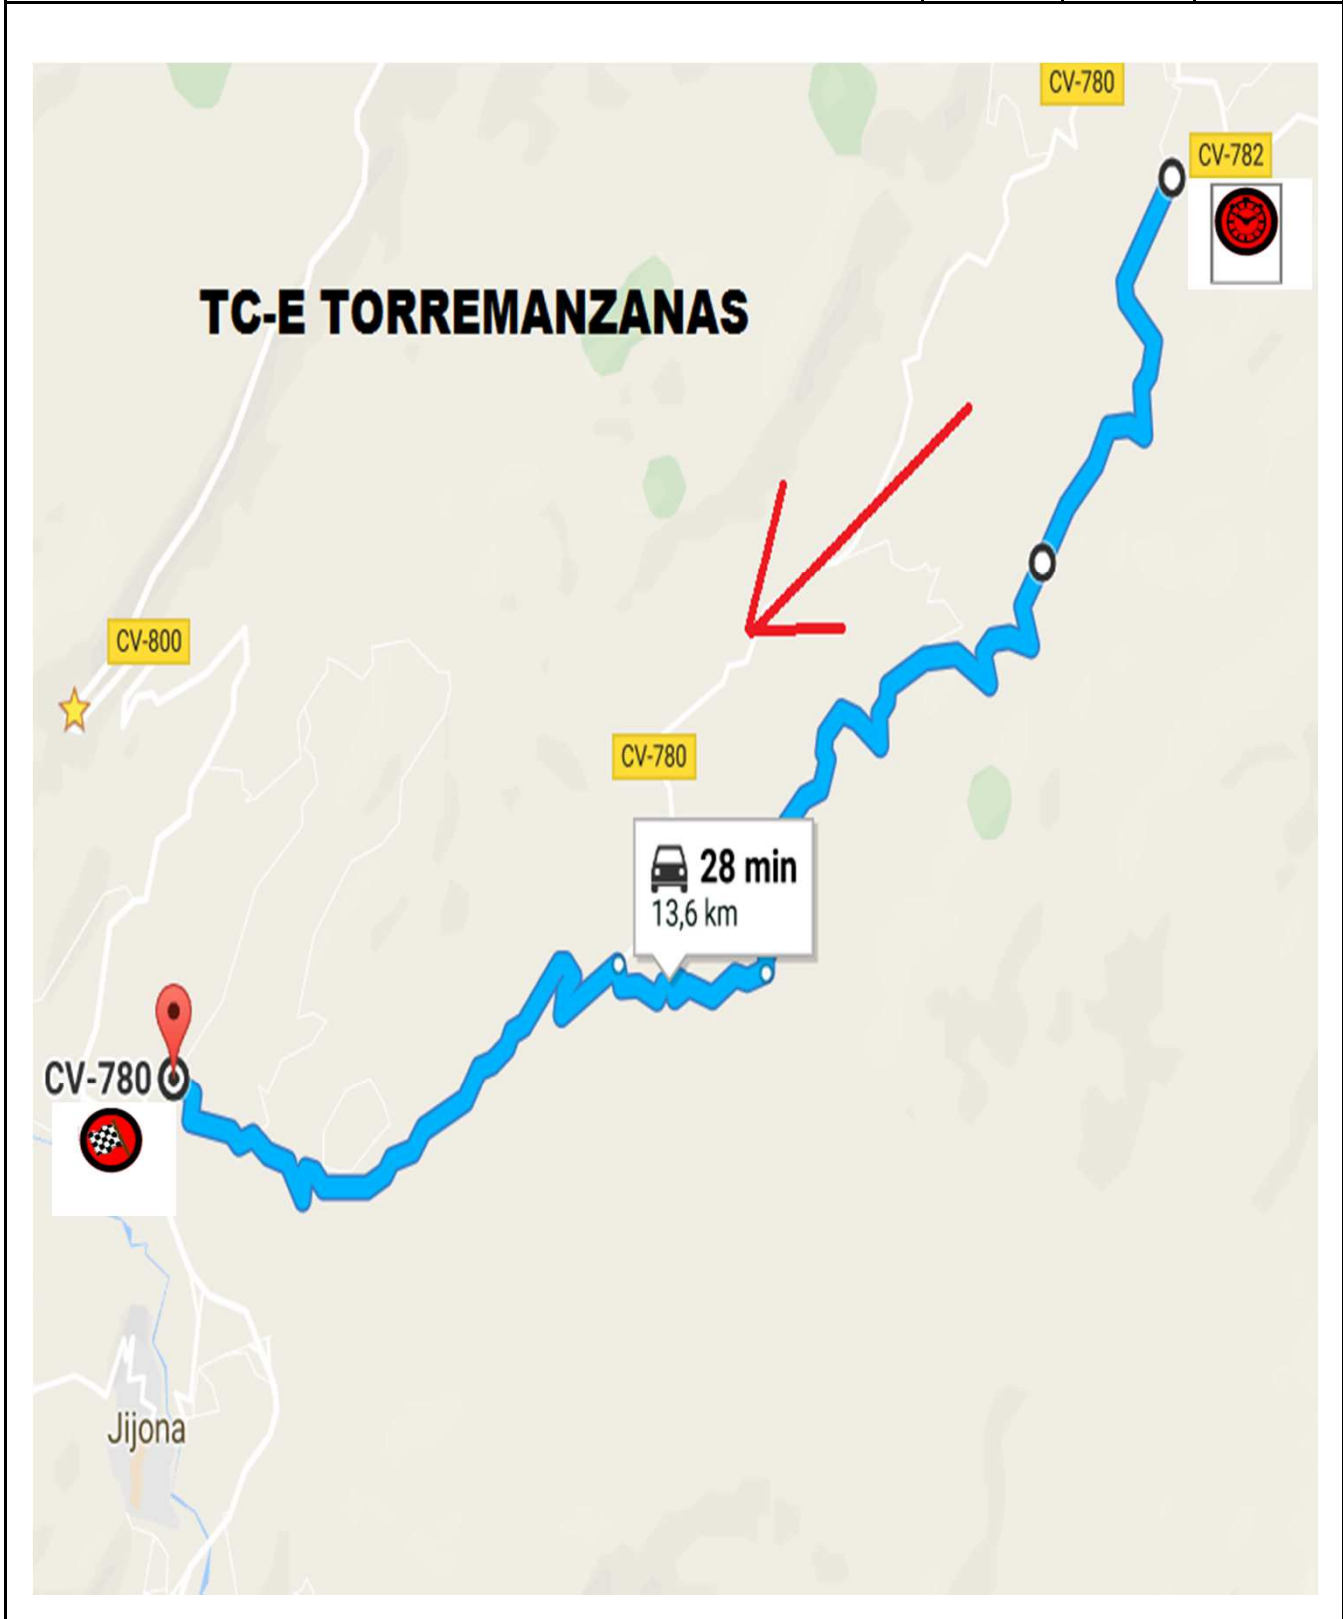 CV-780
CV-782
TC-E TORREMANZANAS
CV-800
CV-780
28 min
13,6 km
CV-780
Jijona